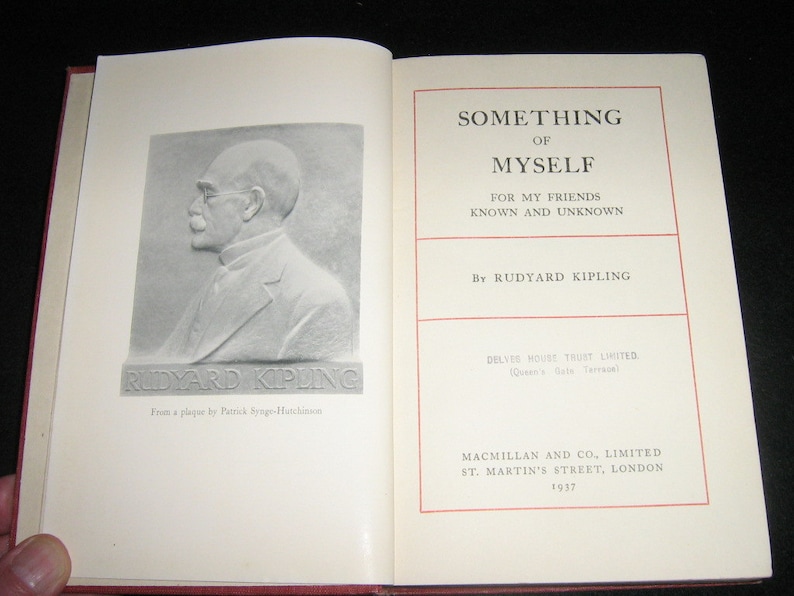 RUDYARD KIPLING
From a plaque by Patrick Synge-Hutchinson
SOMETHING
OF
MYSELF
FOR MY FRIENDS
KNOWN AND UNKNOWN
By RUDYARD KIPLING
DELVES HOUSE TRUST LIMITED.
(Queen's Gate Terrace)
MACMILLAN AND CO., LIMITED
ST. MARTIN'S STREET, LONDON
1937